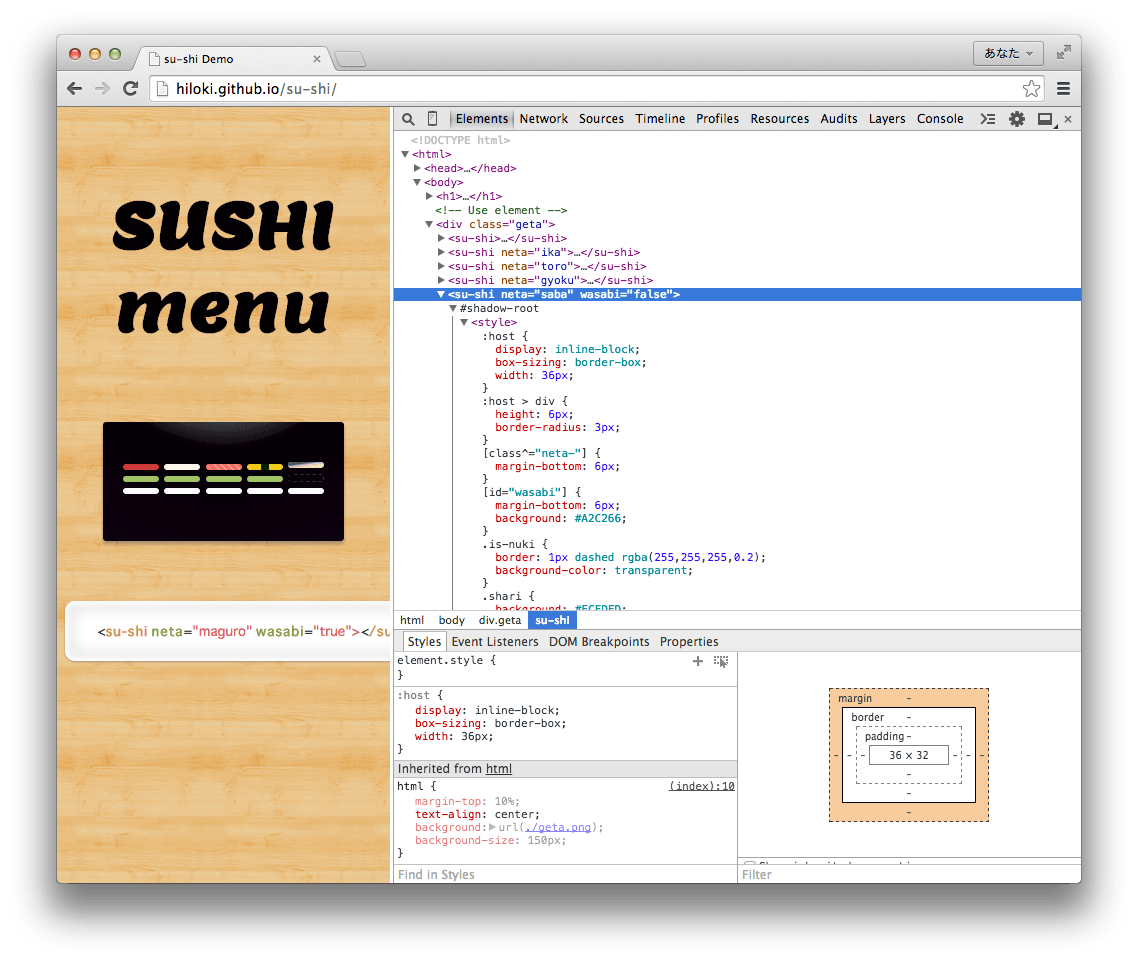 su-shi Demo
あなた
hiloki.github.io/su-shi/
SUSHI
menu
<su-shi neta="maguro" wasabi="true"></su
Elements Network Sources Timeline Profiles Resources Audits Layers Console
<!DOCTYPE html>
<html>
<head>…</head>
<body>
<h1>…</h1>
<!-- Use element -->
<div class="geta">
<su-shi>…</su-shi>
<su-shi neta="ika">…</su-shi>
<su-shi neta="toro">…</su-shi>
<su-shi neta="gyoku">…</su-shi>
<su-shi neta="saba" wasabi="false">
#shadow-root
<style>
:host {
display: inline-block;
box-sizing: border-box;
width: 36px;
}
:host > div {
height: 6px;
border-radius: 3px;
}
[class^="neta-"] {
margin-bottom: 6px;
}
[id="wasabi"] {
margin-bottom: 6px;
background: #A2C266;
}
.is-nuki {
border: 1px dashed rgba(255,255,255,0.2);
background-color: transparent;
}
.shari {
background: #ECEDED;
html body div.geta su-shi
Styles Event Listeners DOM Breakpoints Properties
element.style {
}
:host {
display: inline-block;
box-sizing: border-box;
width: 36px;
}
Inherited from html
html { (index):10
margin-top: 10%;
text-align: center;
background: url(./geta.png);
background-size: 150px;
}
Find in Styles
margin -
border -
padding -
- - - 36 × 32 - - -
-
-
-
Filter